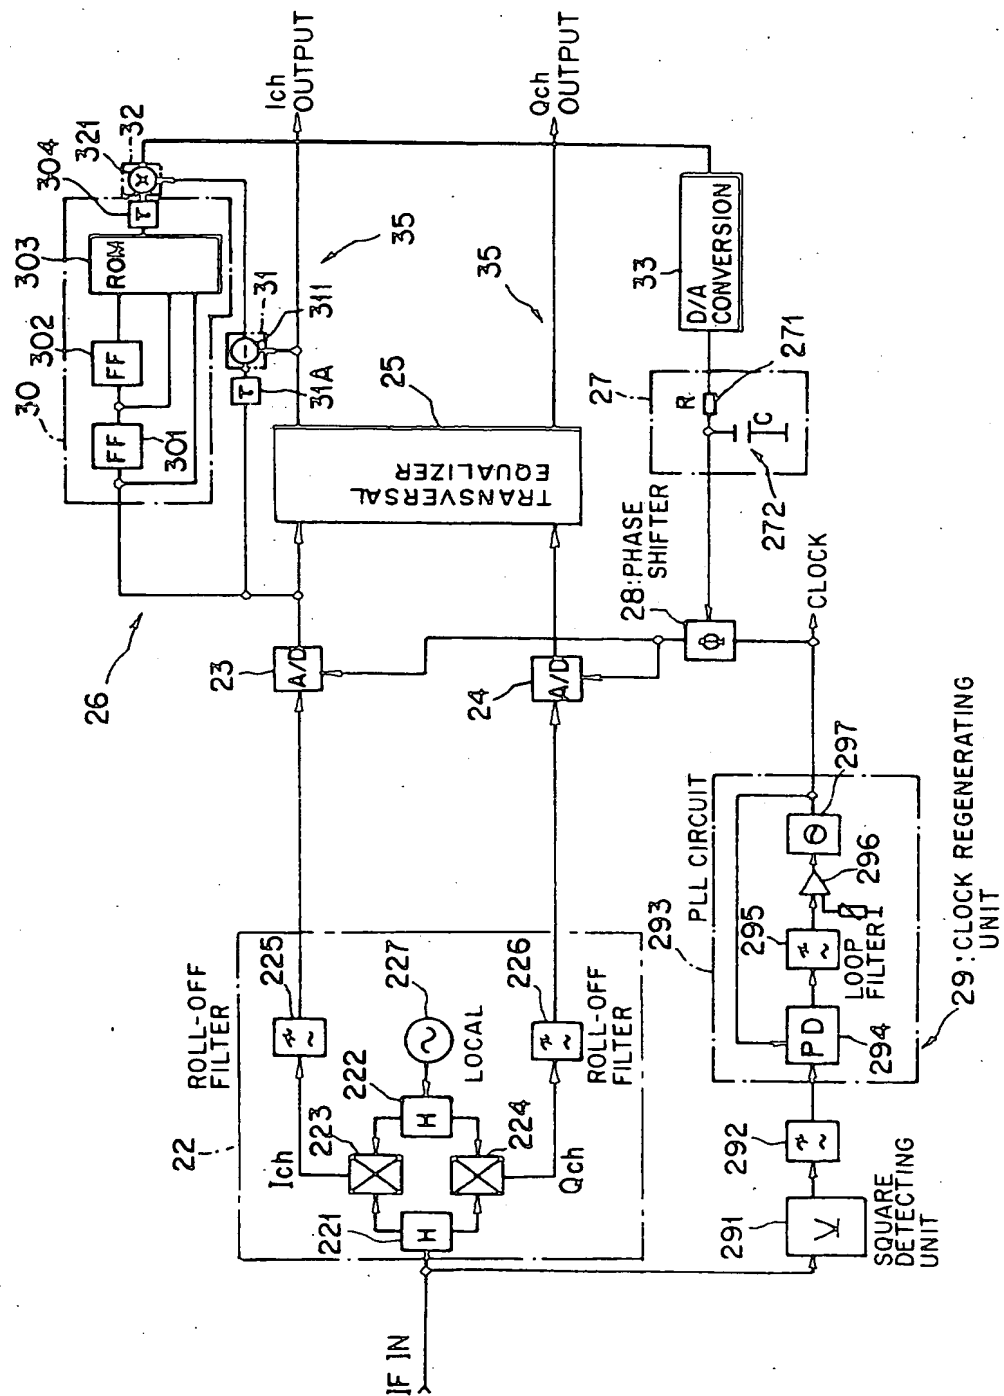 IF IN
22
221
H
Ich
Qch
223
224
222
H
ROLL-OFF
FILTER
225
227
LOCAL
226
ROLL-OFF
FILTER
26
23
A/D
24
A/D
TRANSVERSAL
EQUALIZER
25
30
FF
301
302
FF
303
ROM
304
τ
321
32
31A
τ
31
311
35
35
Ich
OUTPUT
Qch
OUTPUT
33
D/A
CONVERSION
27
R
271
C
272
28:PHASE
SHIFTER
Φ
CLOCK
291
SQUARE
DETECTING
UNIT
292
293
PLL CIRCUIT
PD
294
295
LOOP
FILTER
296
297
29:CLOCK REGENERATING
UNIT